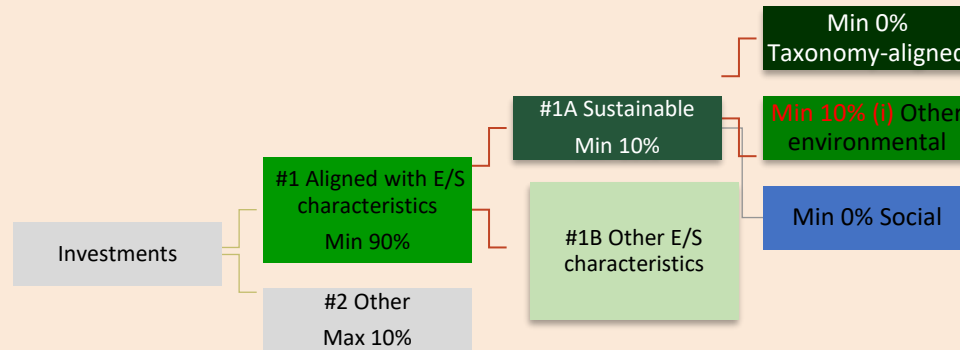 Investments
#1 Aligned with E/S
characteristics
Min 90%
#2 Other
Max 10%
#1A Sustainable
Min 10%
#1B Other E/S
characteristics
Min 0%
Taxonomy-aligned
Min 10% (i) Other
environmental
Min 0% Social